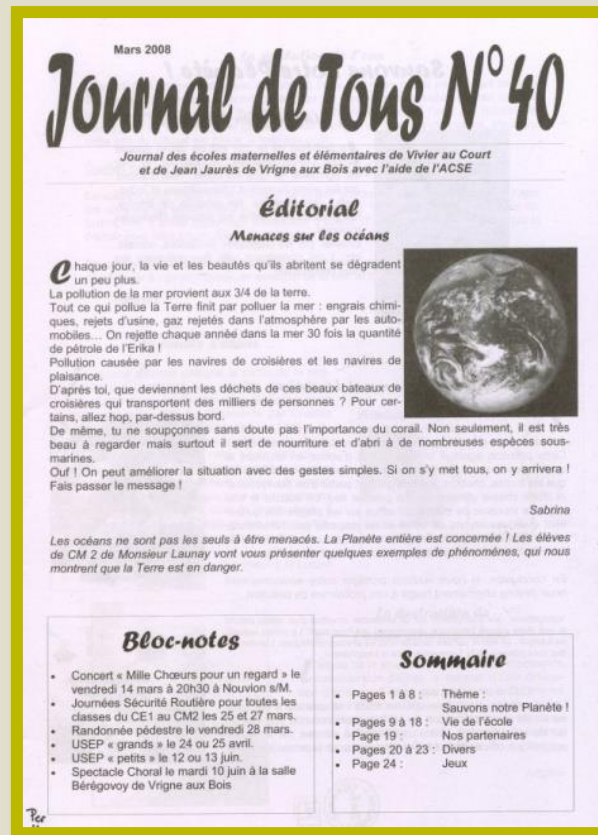 Mars 2008
Journal de Tous N° 40
Journal des écoles maternelles et élémentaires de Vivier au Court
et de Jean Jaurès de Vrigne aux Bois avec l'aide de l'ACSE
Éditorial
Menaces sur les océans
Chaque jour, la vie et les beautés qu'ils abritent se dégradent
un peu plus.
La pollution de la mer provient aux 3/4 de la terre.
Tout ce qui pollue la Terre finit par polluer la mer : engrais chimi-
ques, rejets d'usine, gaz rejetés dans l'atmosphère par les auto-
mobiles... On rejette chaque année dans la mer 30 fois la quantité
de pétrole de l'Erika !
Pollution causée par les navires de croisières et les navires de
plaisance.
D'après toi, que deviennent les déchets de ces beaux bateaux de
croisières qui transportent des milliers de personnes ? Pour cer-
tains, allez hop, par-dessus bord.
De même, tu ne soupçonnes sans doute pas l'importance du corail. Non seulement, il est très
beau à regarder mais surtout il sert de nourriture et d'abri à de nombreuses espèces sous-
marines.
Ouf ! On peut améliorer la situation avec des gestes simples. Si on s'y met tous, on y arrivera !
Fais passer le message !
Sabrina
Les océans ne sont pas les seuls à être menacés. La Planète entière est concernée ! Les élèves
de CM 2 de Monsieur Launay vont vous présenter quelques exemples de phénomènes, qui nous
montrent que la Terre est en danger.
Bloc-notes
• Concert « Mille Chœurs pour un regard » le
vendredi 14 mars à 20h30 à Nouvion s/M.
• Journées Sécurité Routière pour toutes les
classes du CE1 au CM2 les 25 et 27 mars.
• Randonnée pédestre le vendredi 28 mars.
• USEP « grands » le 24 ou 25 avril.
• USEP « petits » le 12 ou 13 juin.
• Spectacle Choral le mardi 10 juin à la salle
Bérégovoy de Vrigne aux Bois
Sommaire
• Pages 1 à 8 : Thème :
Sauvons notre Planète !
• Pages 9 à 18 : Vie de l'école
• Page 19 : Nos partenaires
• Pages 20 à 23 : Divers
• Page 24 : Jeux